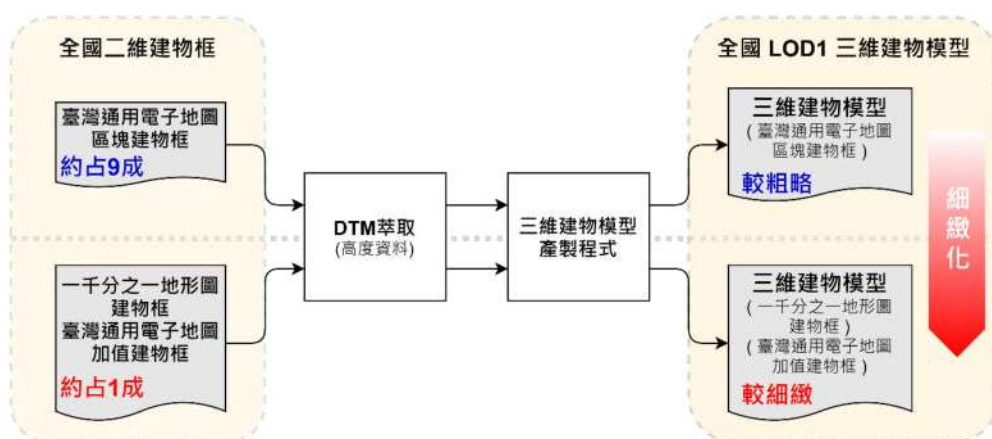 全國二維建物框
臺灣通用電子地圖
區塊建物框
約占9成
一千分之一地形圖
建物框
臺灣通用電子地圖
加值建物框
約占1成
DTM萃取
(高度資料)
三維建物模型
產製程式
全國 LOD1 三維建物模型
三維建物模型
(臺灣通用電子地圖
區塊建物框)
較粗略
三維建物模型
(一千分之一地形圖
建物框)
(臺灣通用電子地圖
加值建物框)
較細緻
細緻化